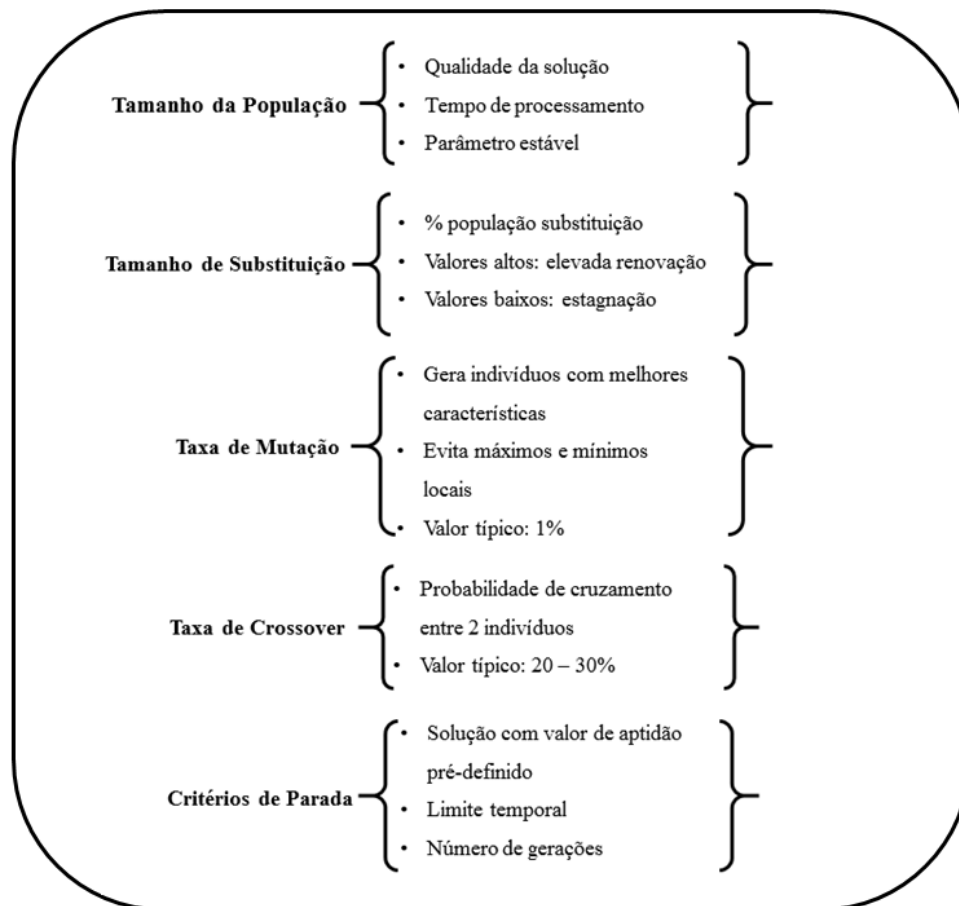 Tamanho da População
• Qualidade da solução
• Tempo de processamento
• Parâmetro estável
Tamanho de Substituição
• % população substituição
• Valores altos: elevada renovação
• Valores baixos: estagnação
Taxa de Mutação
• Gera indivíduos com melhores
características
• Evita máximos e mínimos
locais
• Valor típico: 1%
Taxa de Crossover
• Probabilidade de cruzamento
entre 2 indivíduos
• Valor típico: 20 – 30%
Critérios de Parada
• Solução com valor de aptidão
pré-definido
• Limite temporal
• Número de gerações